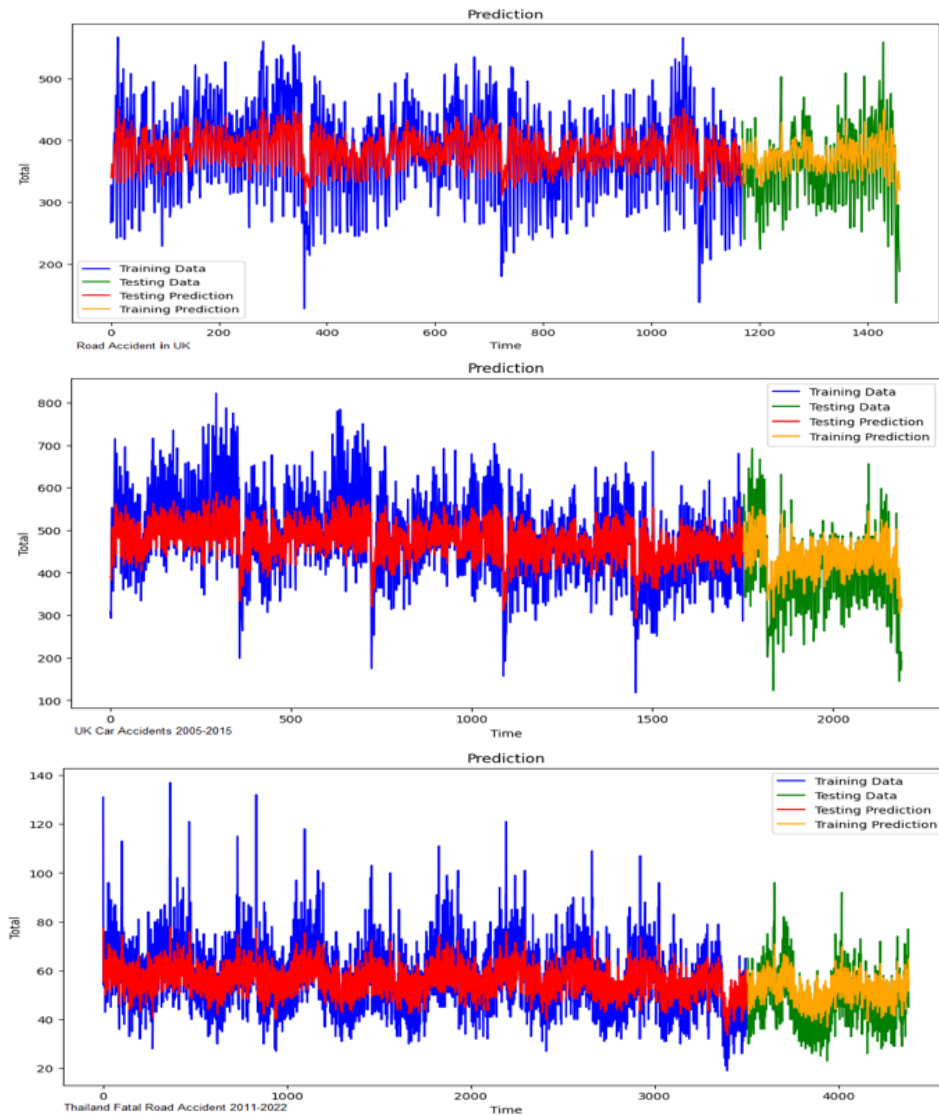 Prediction
500
400
300
200
Total
Training Data
Testing Data
Testing Prediction
Training Prediction
0 200 400 600 800 1000 1200 1400
Time
Road Accident in UK
Prediction
800
700
600
500
400
300
200
100
Total
Training Data
Testing Data
Testing Prediction
Training Prediction
0 500 1000 1500 2000
Time
UK Car Accidents 2005-2015
Prediction
140
120
100
80
60
40
20
Total
Training Data
Testing Data
Testing Prediction
Training Prediction
0 1000 2000 3000 4000
Time
Thailand Fatal Road Accident 2011-2022